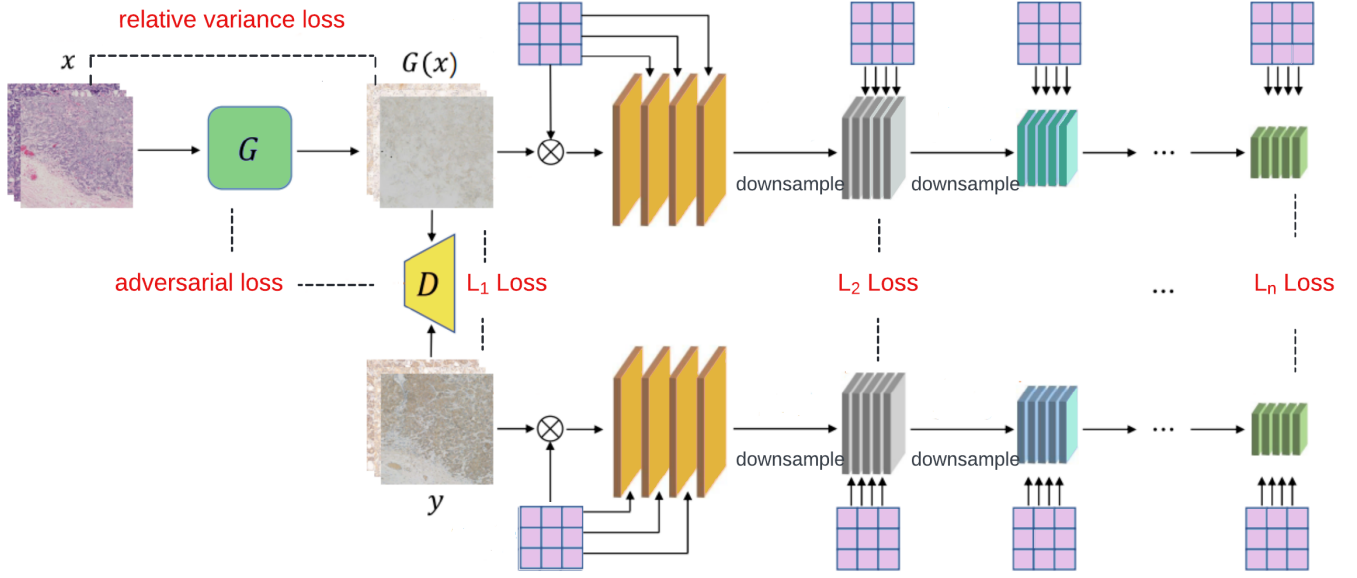 relative variance loss
x
G(x)
G
downsample
downsample
...
adversarial loss
D
L₁ Loss
L₂ Loss
...
Lₙ Loss
downsample
downsample
...
y